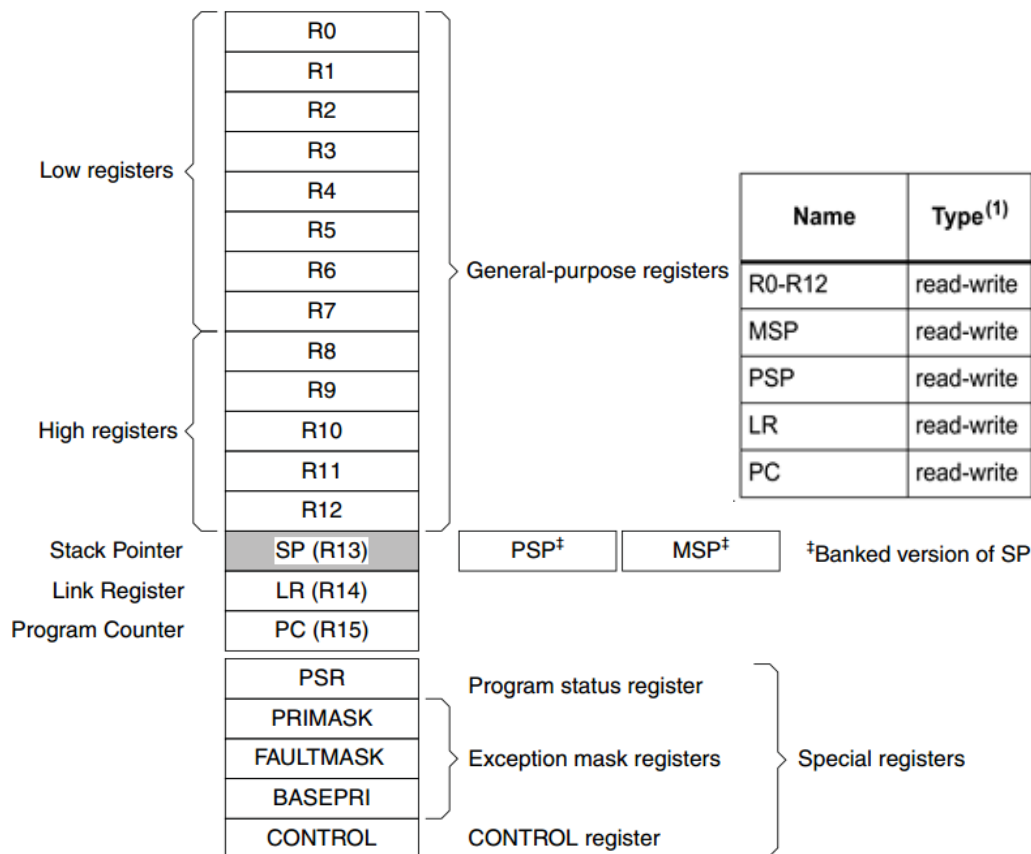 R0
R1
R2
R3
Low registers
R4
R5
R6
R7
General-purpose registers
R8
R9
High registers
R10
R11
R12
Stack Pointer
SP (R13)
PSP‡
MSP‡
‡Banked version of SP
Link Register
LR (R14)
Program Counter
PC (R15)
PSR
Program status register
PRIMASK
FAULTMASK
Exception mask registers
Special registers
BASEPRI
CONTROL
CONTROL register
Name Type(1)
R0-R12 read-write
MSP read-write
PSP read-write
LR read-write
PC read-write